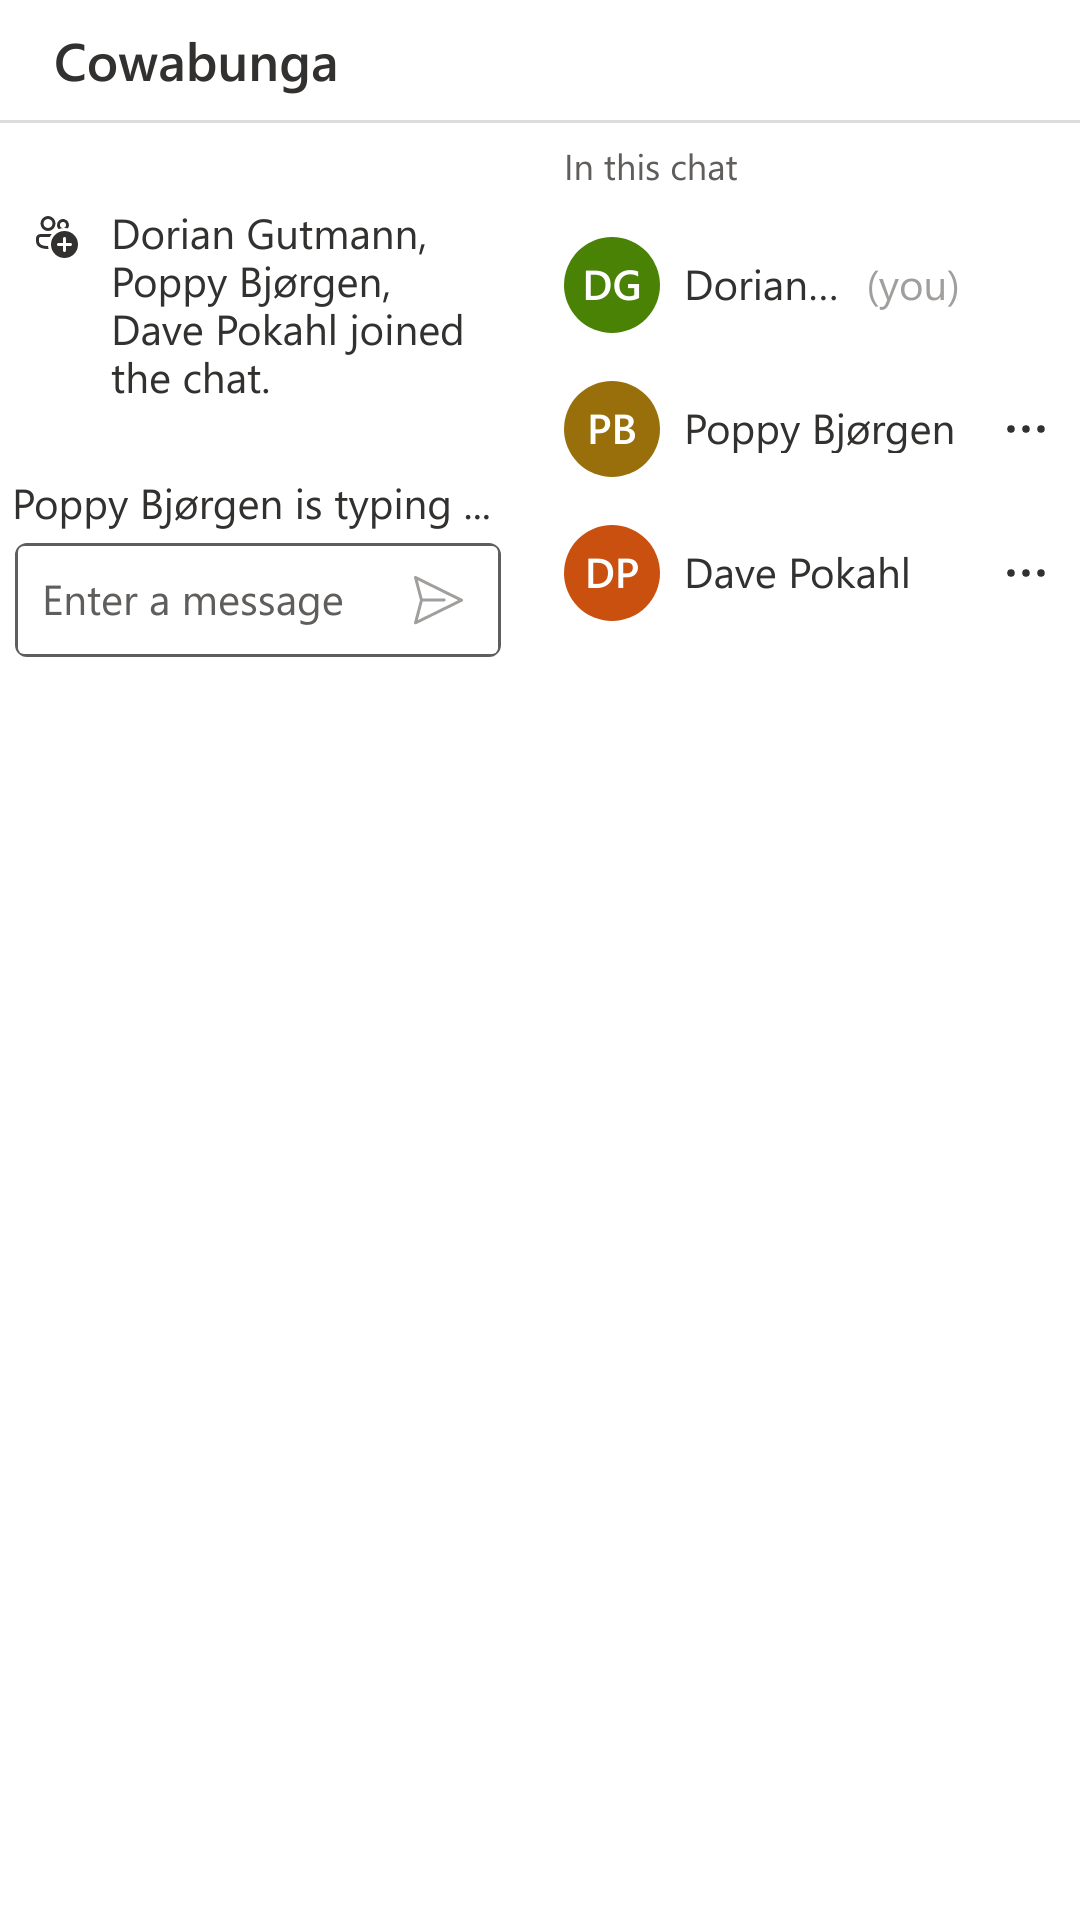 Cowabunga
Dorian Gutmann,
Poppy Bjørgen,
Dave Pokahl joined
the chat.
Poppy Bjørgen is typing ...
Enter a message
In this chat
DG Dorian... (you)
PB Poppy Bjørgen
DP Dave Pokahl